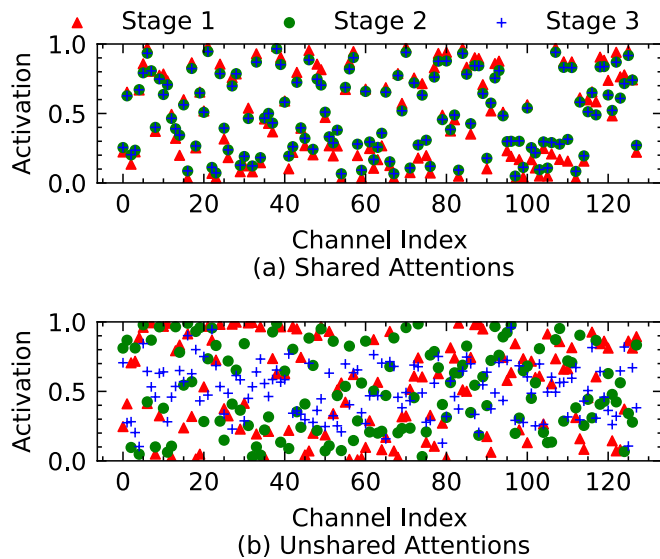 Stage 1 Stage 2 Stage 3
1.0
0.5
0.0
Activation
0 20 40 60 80 100 120
Channel Index
(a) Shared Attentions
1.0
0.5
0.0
Activation
0 20 40 60 80 100 120
Channel Index
(b) Unshared Attentions